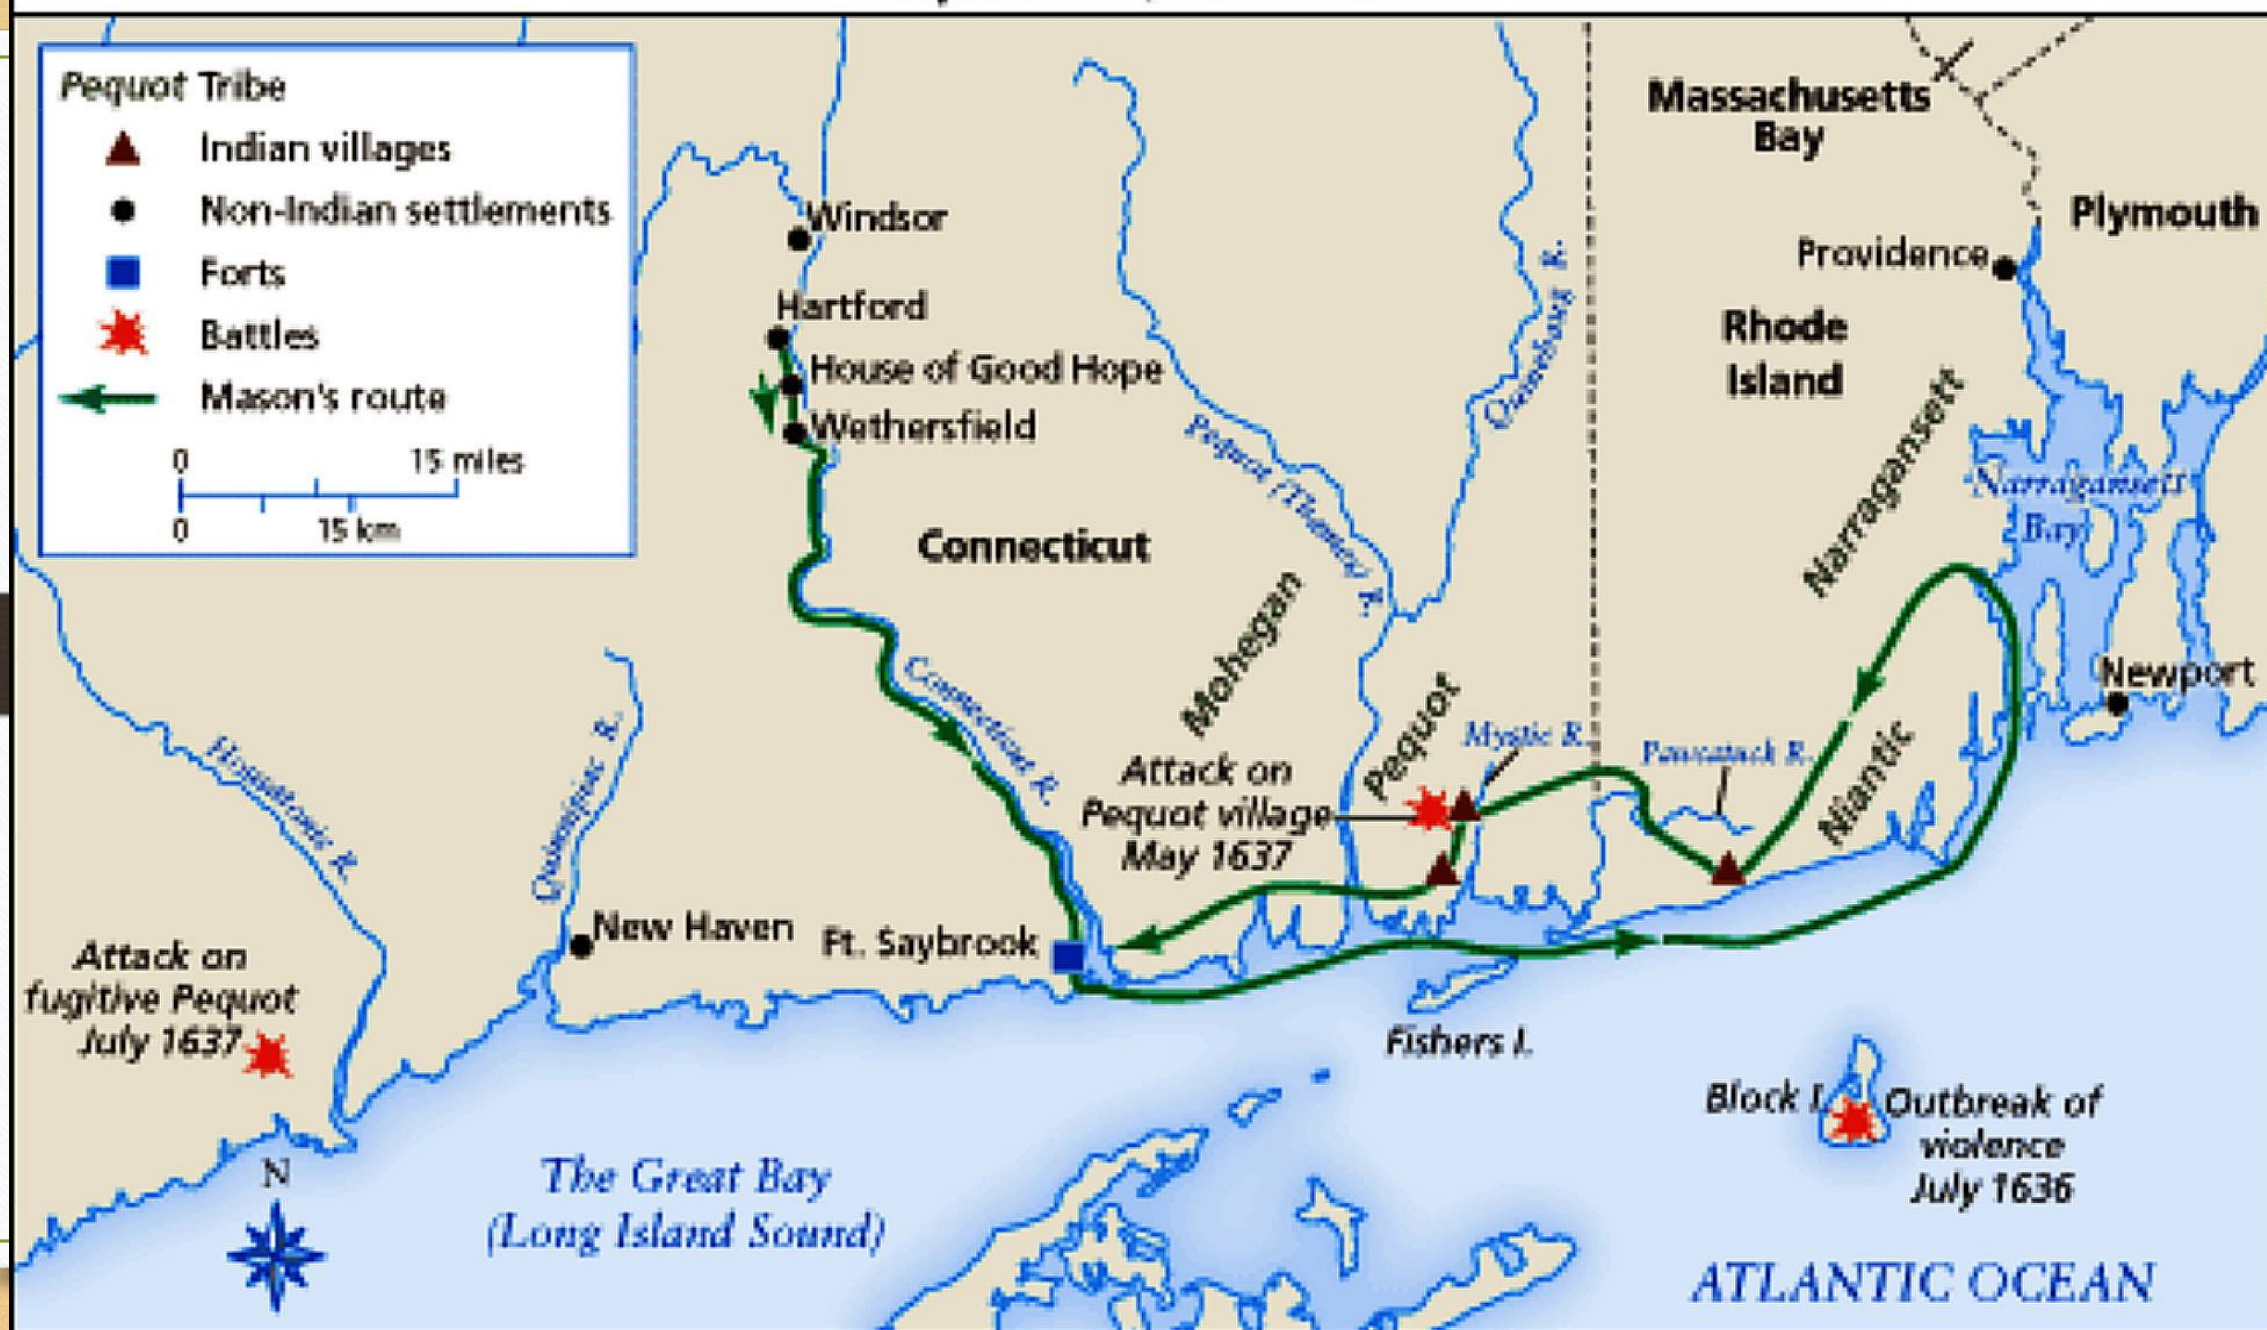 Pequot Tribe
Indian villages
Non-Indian settlements
Forts
Battles
Mason's route
0 15 miles
0 15 km
Massachusetts
Bay
Plymouth
Windsor
Providence
Hartford
Rhode
Island
House of Good Hope
Wethersfield
Quinebaug R.
Pequot (Thames) R.
Narragansett
Narragansett
Bay
Connecticut
Mohegan
Connecticut R.
Newport
Pequot
Mystic R.
Pawcatuck R.
Niantic
Housatonic R.
Quinnipiac R.
Attack on
Pequot village
May 1637
New Haven
Ft. Saybrook
Attack on
fugitive Pequot
July 1637
Fishers I.
Block I.
Outbreak of
violence
July 1636
N
The Great Bay
(Long Island Sound)
ATLANTIC OCEAN